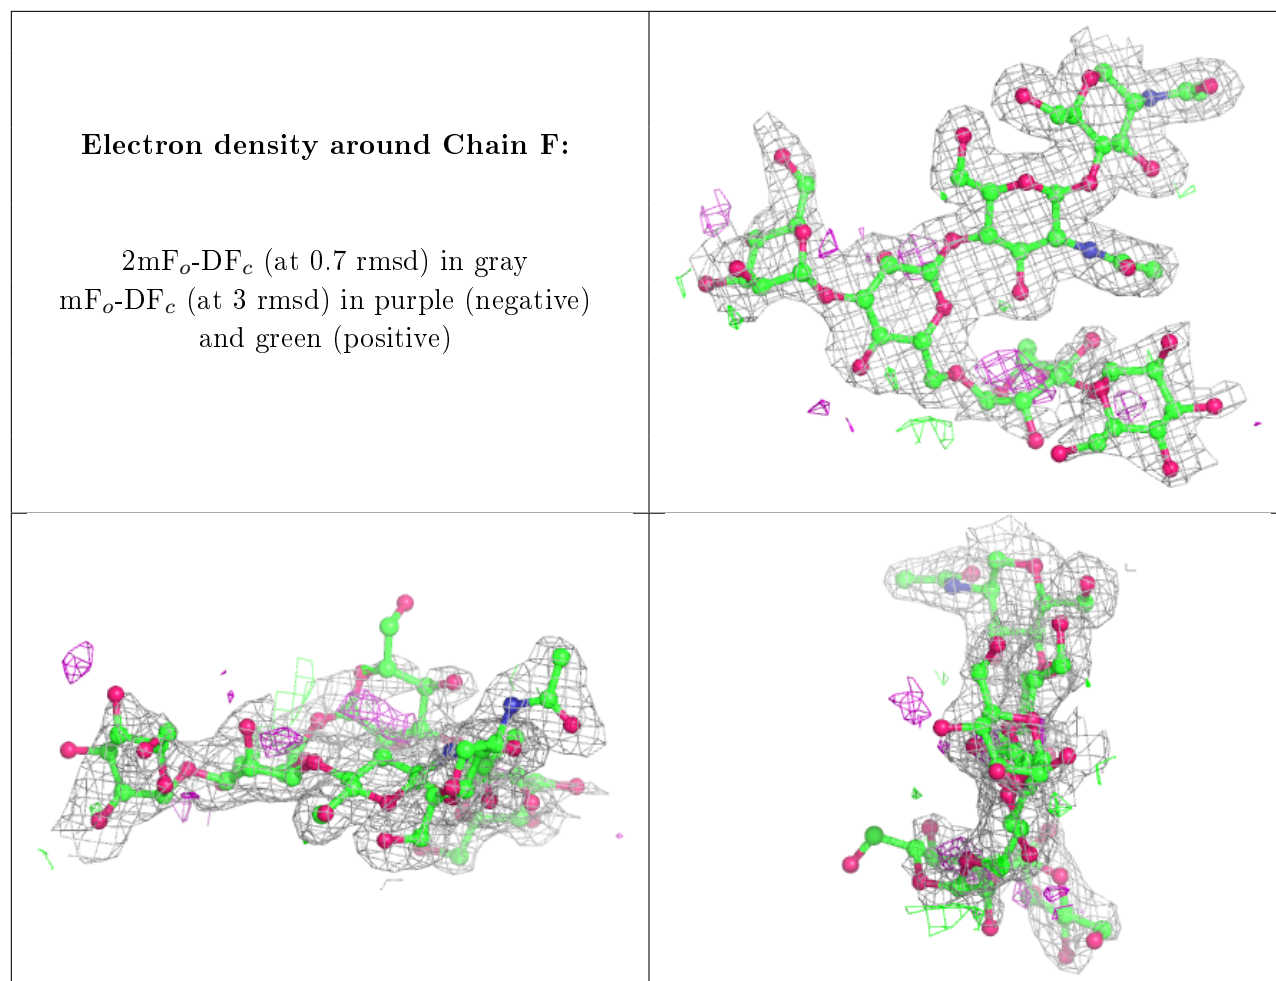 Electron density around Chain F:
2mFo-DFc (at 0.7 rmsd) in gray
mFo-DFc (at 3 rmsd) in purple (negative)
and green (positive)